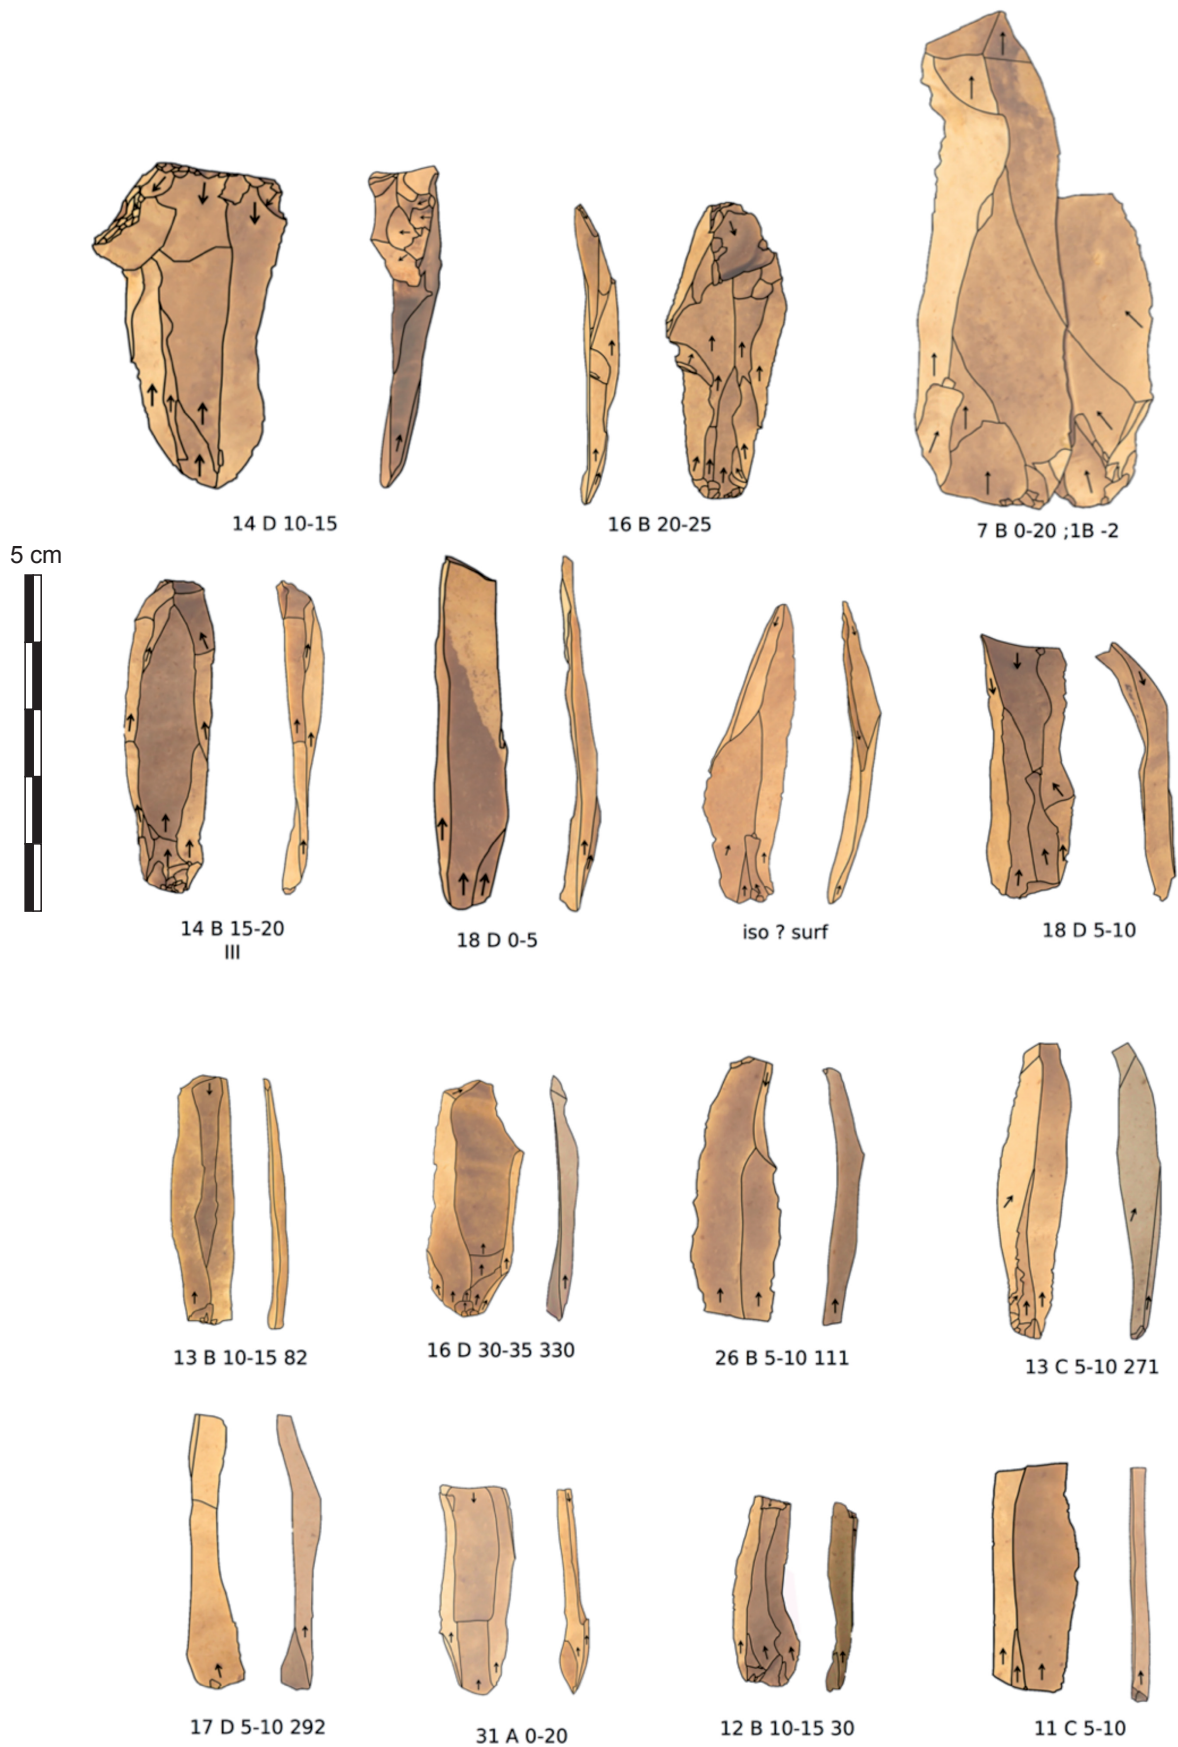 14 D 10-15
16 B 20-25
7 B 0-20 ;1B -2
5 cm
14 B 15-20
III
18 D 0-5
iso ? surf
18 D 5-10
13 B 10-15 82
16 D 30-35 330
26 B 5-10 111
13 C 5-10 271
17 D 5-10 292
31 A 0-20
12 B 10-15 30
11 C 5-10